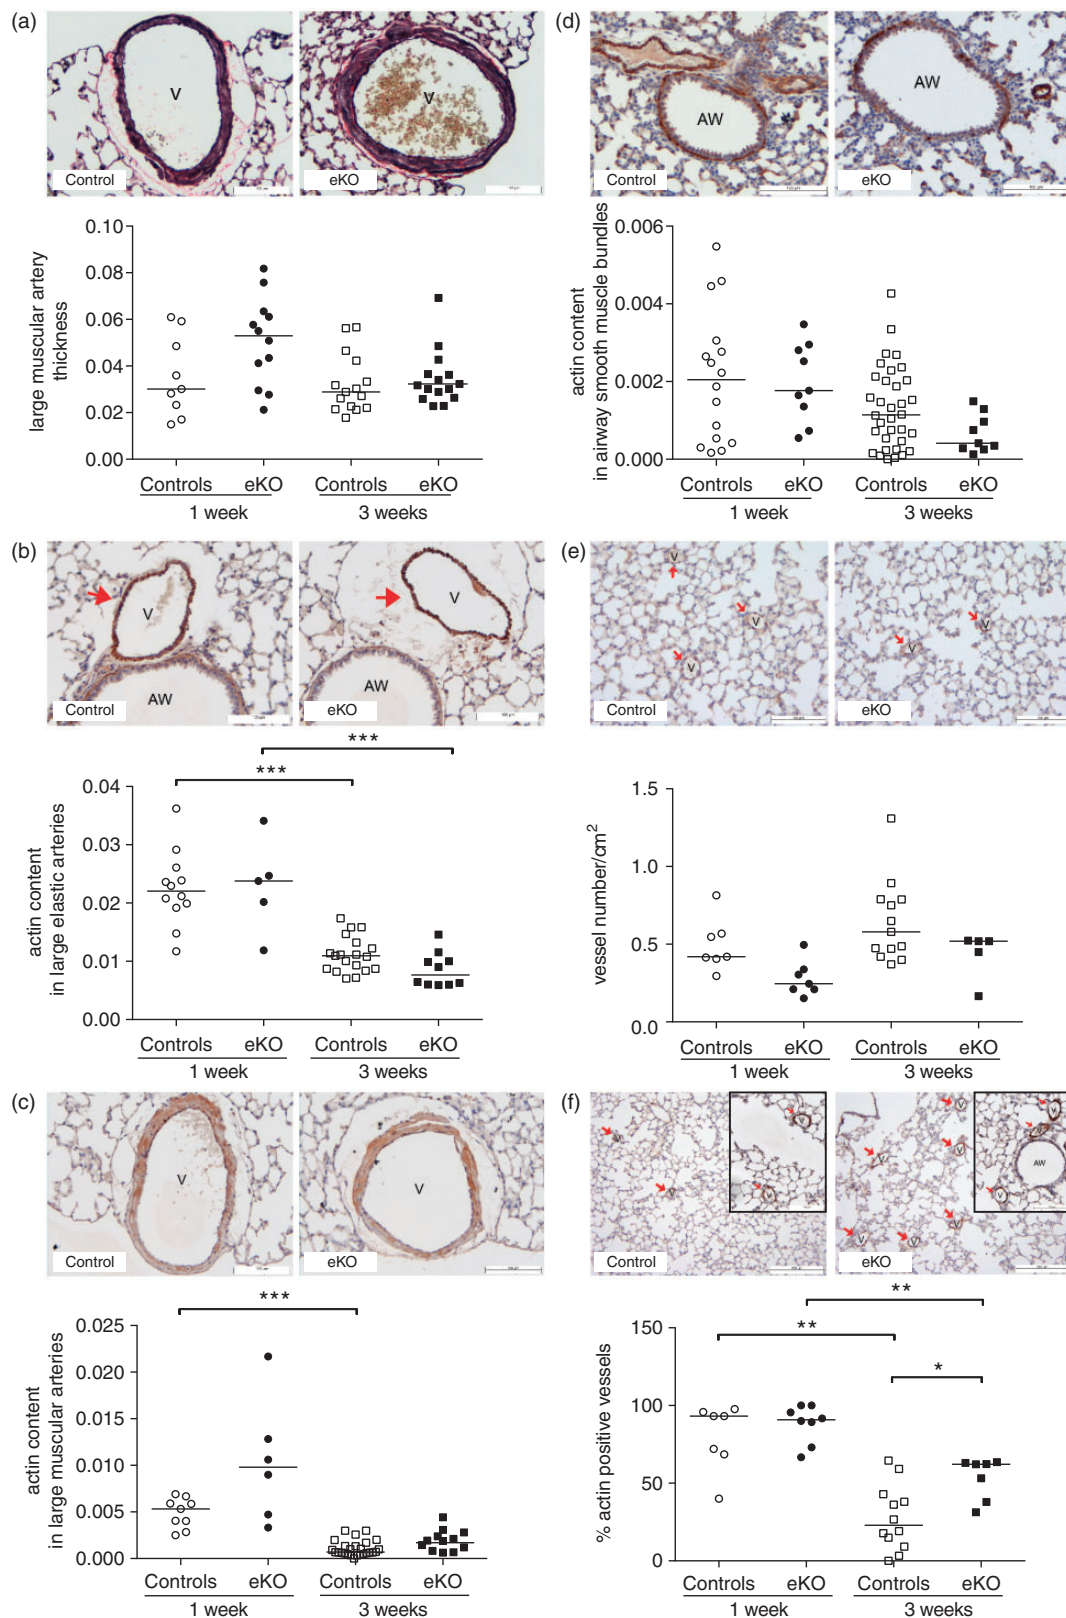 (a)
V
Control
V
eKO
large muscular artery
thickness
0.10
0.08
0.06
0.04
0.02
0.00
Controls eKO Controls eKO
1 week 3 weeks
(b)
V
AW
Control
V
AW
eKO
***
***
actin content
in large elastic arteries
0.04
0.03
0.02
0.01
0.00
Controls eKO Controls eKO
1 week 3 weeks
(c)
V
Control
V
eKO
***
actin content
in large muscular arteries
0.025
0.020
0.015
0.010
0.005
0.000
Controls eKO Controls eKO
1 week 3 weeks
(d)
AW
Control
AW
eKO
actin content
in airway smooth muscle bundles
0.006
0.004
0.002
0.000
Controls eKO Controls eKO
1 week 3 weeks
(e)
V
V
V
Control
V
V
eKO
vessel number/cm²
1.5
1.0
0.5
0.0
Controls eKO Controls eKO
1 week 3 weeks
(f)
V
V
V
V
Control
V
V
V
V
V
V
V
V
AW
V
eKO
**
**
*
% actin positive vessels
150
100
50
0
Controls eKO Controls eKO
1 week 3 weeks